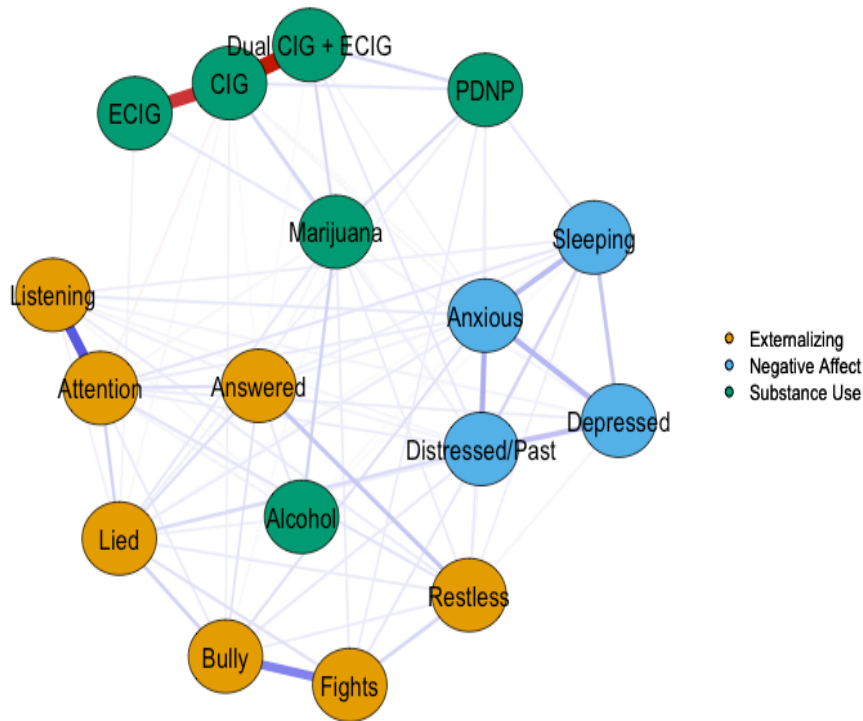 Dual CIG + ECIG
CIG
ECIG
PDNP
Marijuana
Sleeping
Listening
Anxious
Externalizing
Negative Affect
Substance Use
Attention
Answered
Depressed
Distressed/Past
Alcohol
Lied
Restless
Bully
Fights